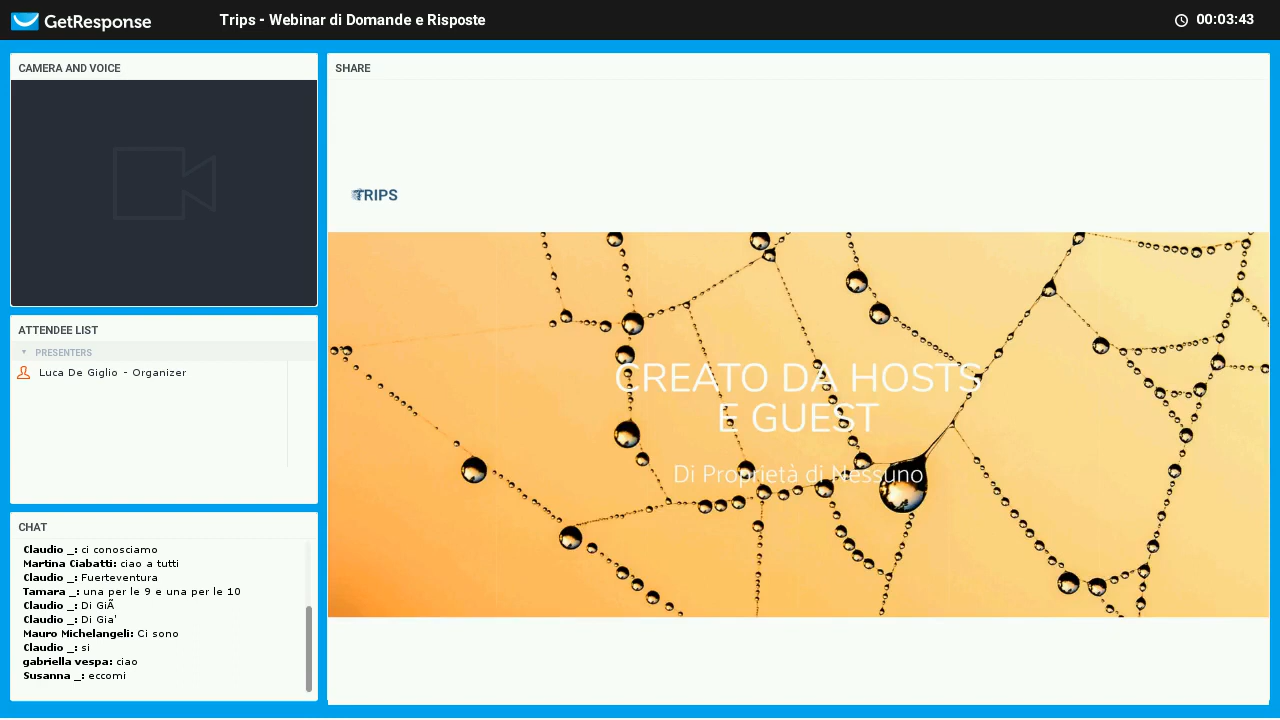 GetResponse
Trips - Webinar di Domande e Risposte
00:03:43
CAMERA AND VOICE
ATTENDEE LIST
PRESENTERS
Luca De Giglio - Organizer
CHAT
Claudio _: ci conosciamo
Martina Ciabatti: ciao a tutti
Claudio _: Fuerteventura
Tamara _: una per le 9 e una per le 10
Claudio _: Di GiÃ
Claudio _: Di Gia'
Mauro Michelangeli: Ci sono
Claudio _: si
gabriella vespa: ciao
Susanna _: eccomi
SHARE
TRIPS
CREATO DA HOSTS
E GUEST
Di Proprietà di Nessuno